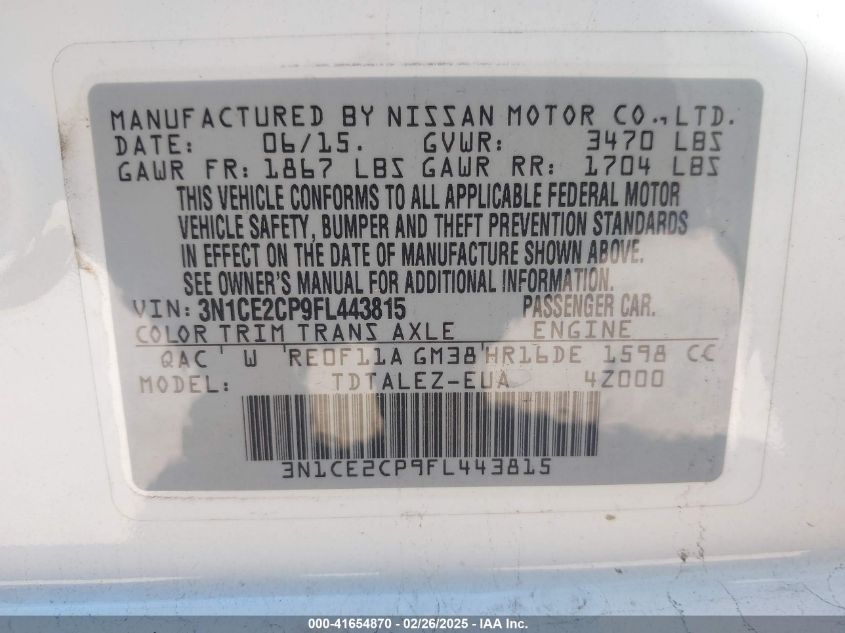 MANUFACTURED BY NISSAN MOTOR CO., LTD.
DATE: 06/15. GVWR: 3470 LBS
GAWR FR: 1867 LBS GAWR RR: 1704 LBS
THIS VEHICLE CONFORMS TO ALL APPLICABLE FEDERAL MOTOR
VEHICLE SAFETY, BUMPER AND THEFT PREVENTION STANDARDS
IN EFFECT ON THE DATE OF MANUFACTURE SHOWN ABOVE.
SEE OWNER'S MANUAL FOR ADDITIONAL INFORMATION.
VIN: 3N1CE2CP9FL443815 PASSENGER CAR.
COLOR TRIM TRANS AXLE ENGINE
QAC W RE0F11A GM38 HR16DE 1598 CC
MODEL: TDTALEZ-EUA 4Z000
3N1CE2CP9FL443815
000-41654870 - 02/26/2025 - IAA Inc.